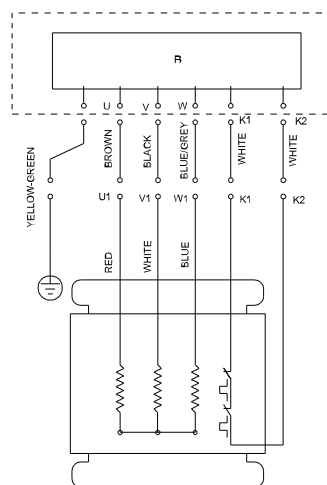 B
U V W
K1 K2
YELLOW-GREEN
BROWN
BLACK
BLUE/GREY
WHITE
WHITE
U1 V1 W1 K1 K2
RED
WHITE
BLUE